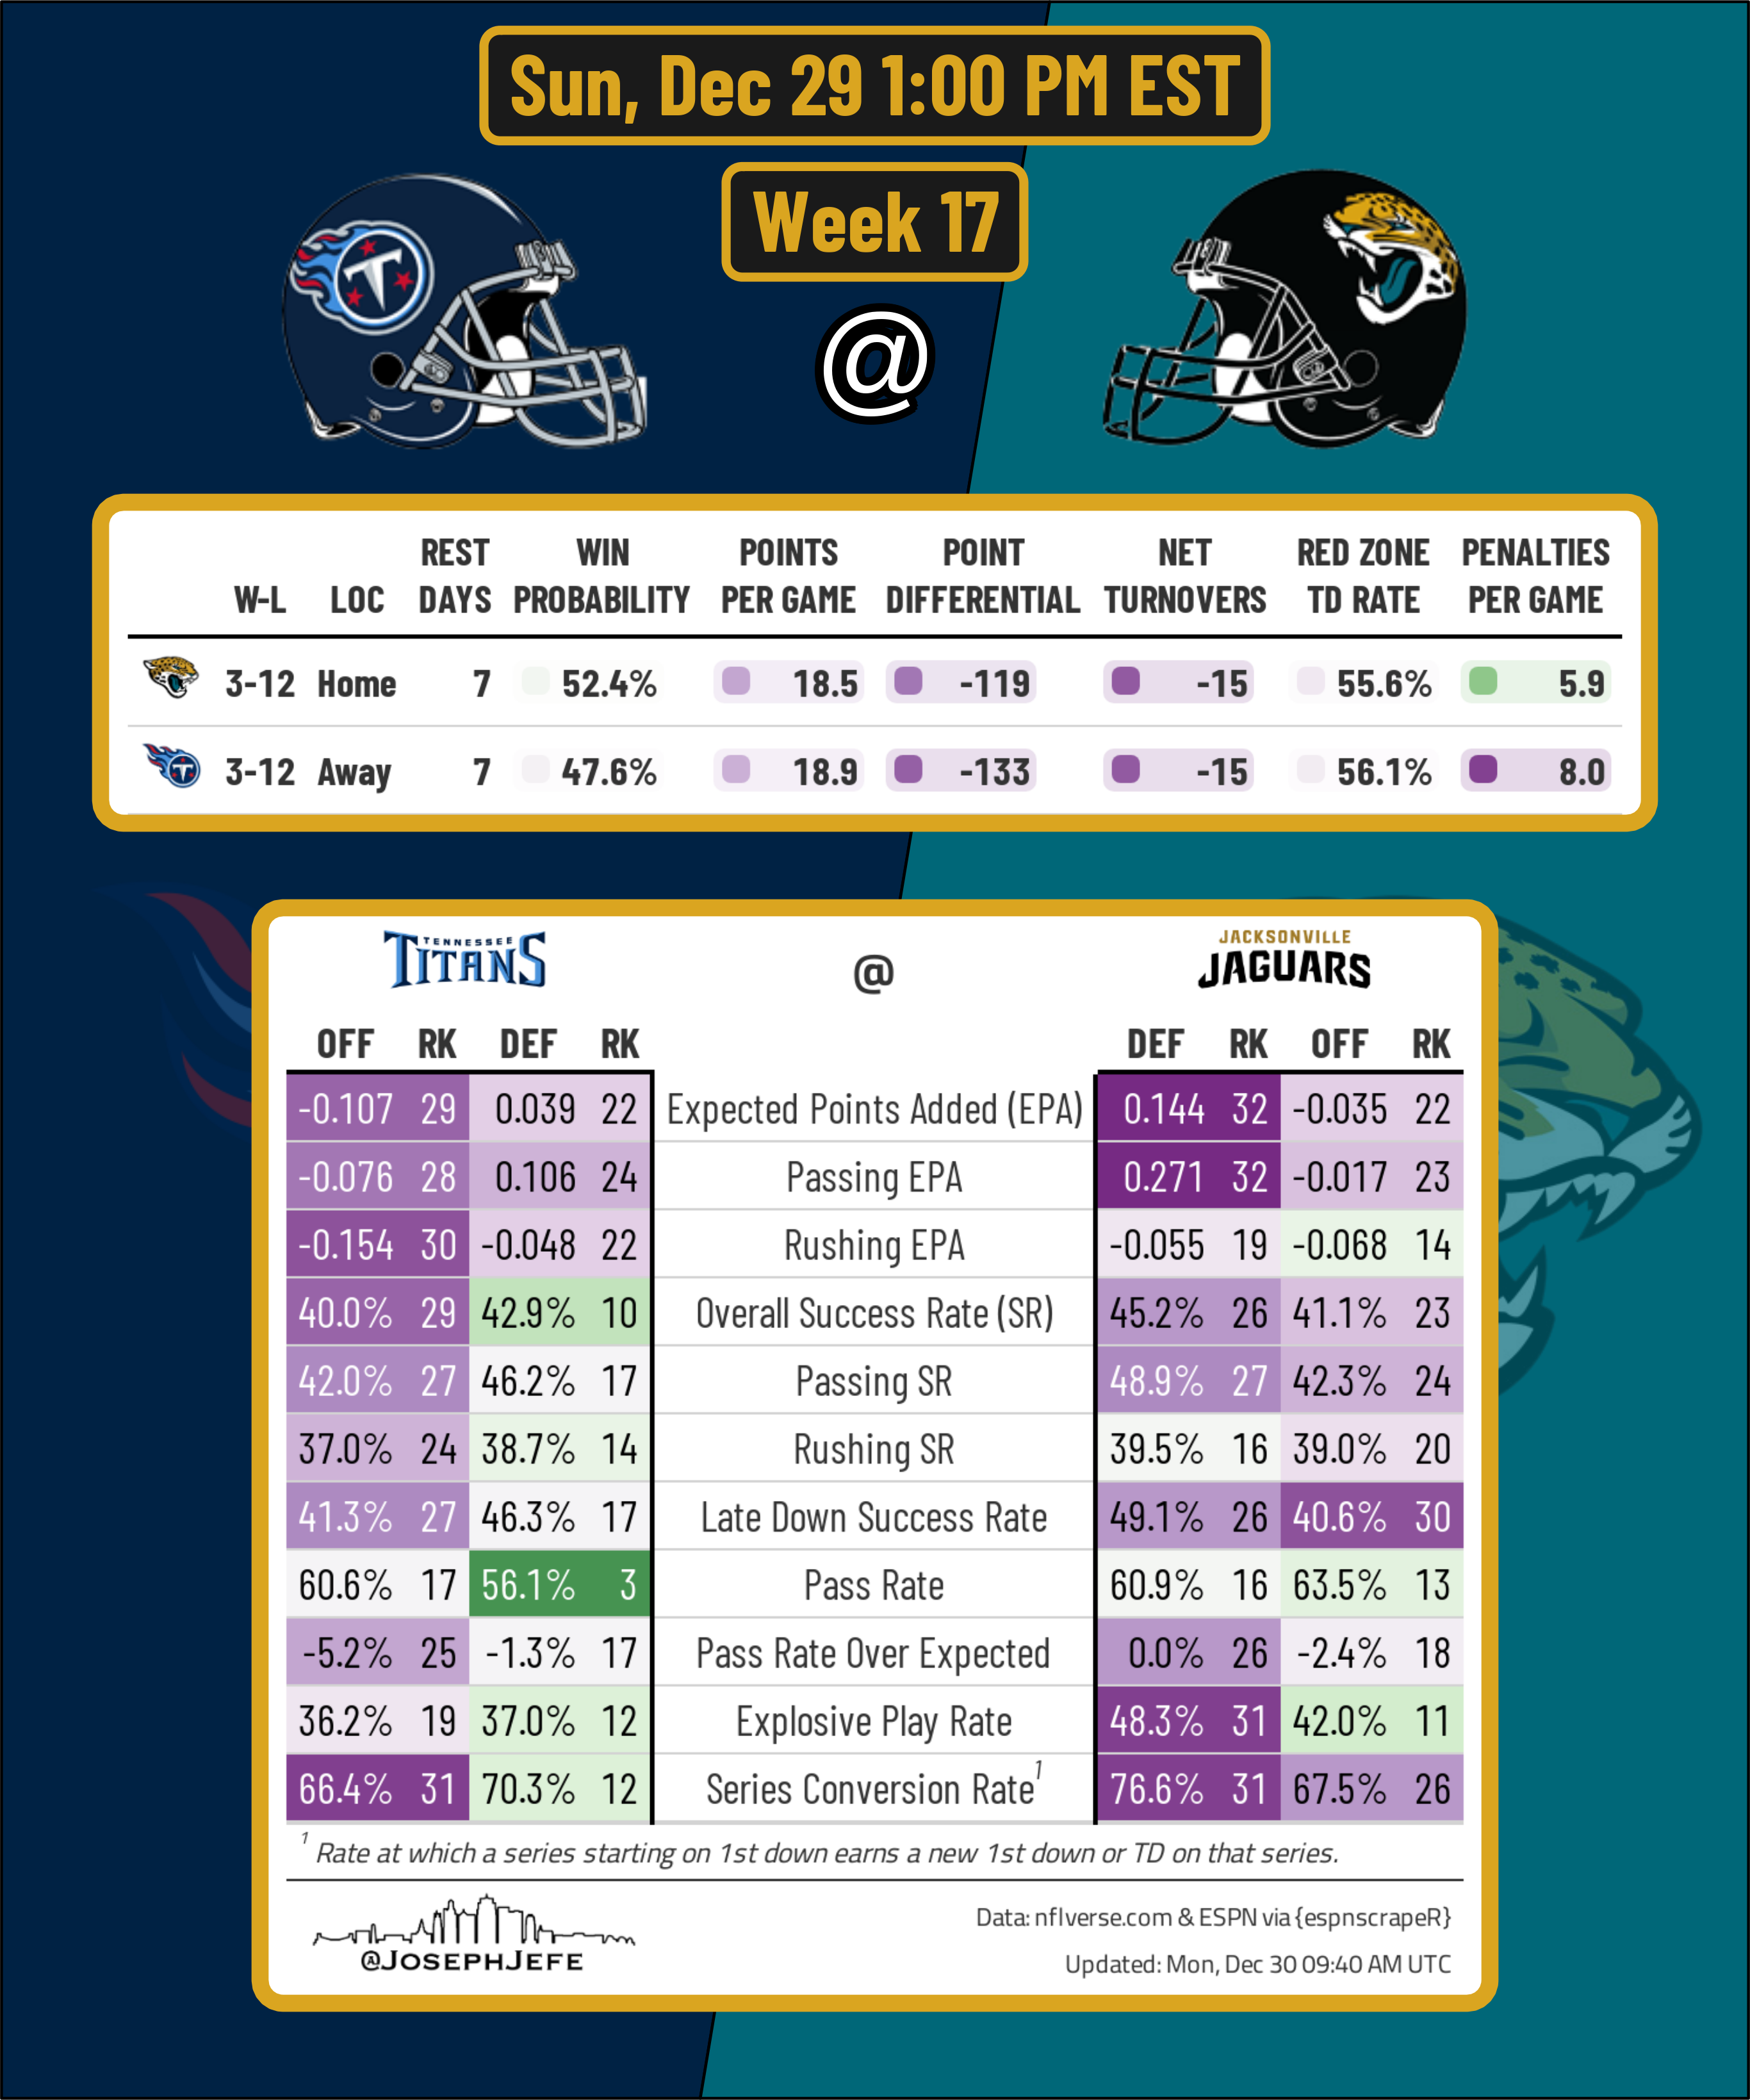 Sun, Dec 29 1:00 PM EST
Week 17
@
W-L LOC REST DAYS WIN PROBABILITY POINTS PER GAME POINT DIFFERENTIAL NET TURNOVERS RED ZONE TD RATE PENALTIES PER GAME
3-12 Home 7 52.4% 18.5 -119 -15 55.6% 5.9
3-12 Away 7 47.6% 18.9 -133 -15 56.1% 8.0
TENNESSEE TITANS @ JACKSONVILLE JAGUARS
OFF RK DEF RK DEF RK OFF RK
-0.107 29 0.039 22 Expected Points Added (EPA) 0.144 32 -0.035 22
-0.076 28 0.106 24 Passing EPA 0.271 32 -0.017 23
-0.154 30 -0.048 22 Rushing EPA -0.055 19 -0.068 14
40.0% 29 42.9% 10 Overall Success Rate (SR) 45.2% 26 41.1% 23
42.0% 27 46.2% 17 Passing SR 48.9% 27 42.3% 24
37.0% 24 38.7% 14 Rushing SR 39.5% 16 39.0% 20
41.3% 27 46.3% 17 Late Down Success Rate 49.1% 26 40.6% 30
60.6% 17 56.1% 3 Pass Rate 60.9% 16 63.5% 13
-5.2% 25 -1.3% 17 Pass Rate Over Expected 0.0% 26 -2.4% 18
36.2% 19 37.0% 12 Explosive Play Rate 48.3% 31 42.0% 11
66.4% 31 70.3% 12 Series Conversion Rate¹ 76.6% 31 67.5% 26
¹ Rate at which a series starting on 1st down earns a new 1st down or TD on that series.
@JOSEPHJEFE
Data: nflverse.com & ESPN via {espnscrapeR}
Updated: Mon, Dec 30 09:40 AM UTC